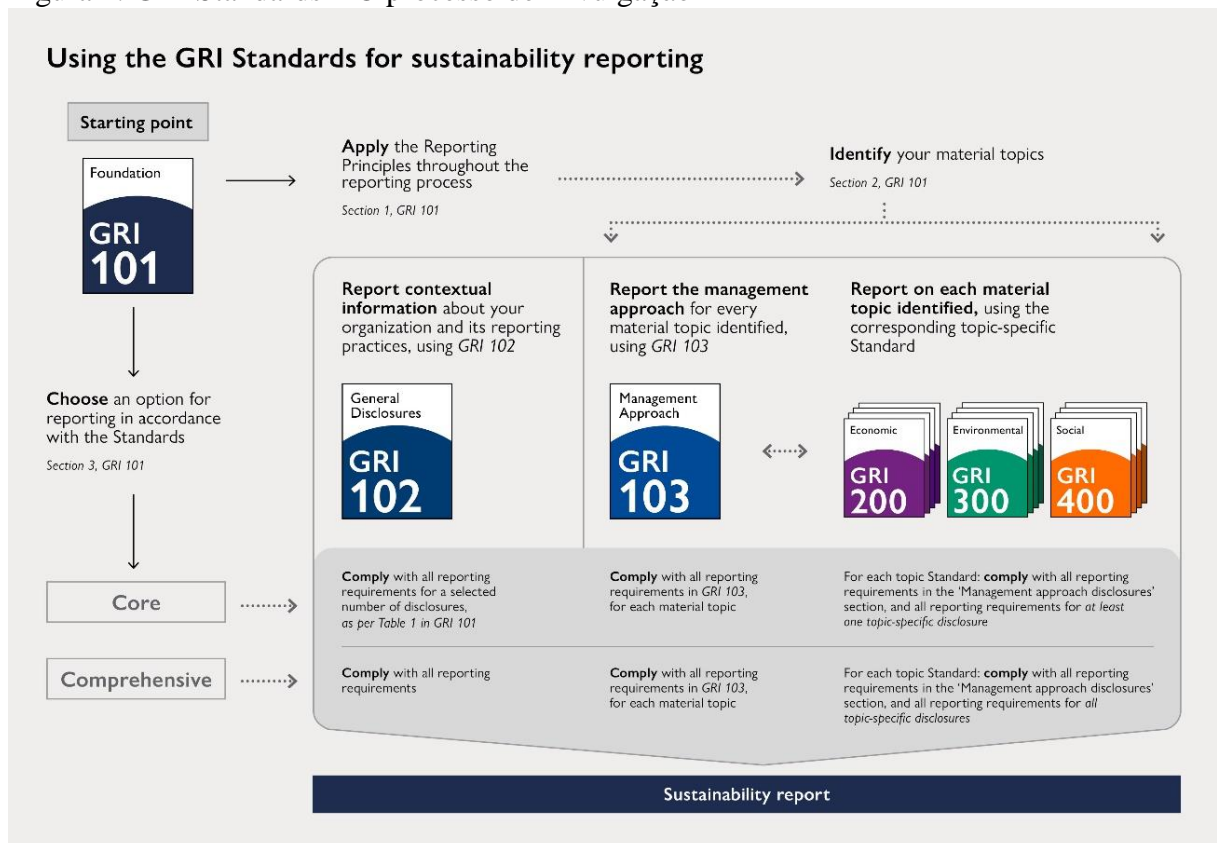 Figura GRI Standards O processo de divulgação
Using the GRI Standards for sustainability reporting
Starting point
Foundation
GRI
101
Apply the Reporting
Principles throughout the
reporting process
Section 1, GRI 101
Identify your material topics
Section 2, GRI 101
Choose an option for
reporting in accordance
with the Standards
Section 3, GRI 101
Report contextual
information about your
organization and its reporting
practices, using GRI 102
General
Disclosures
GRI
102
Report the management
approach for every
material topic identified,
using GRI 103
Management
Approach
GRI
103
Report on each material
topic identified, using the
corresponding topic-specific
Standard
Economic
GRI
200
Environmental
GRI
300
Social
GRI
400
Core
Comply with all reporting
requirements for a selected
number of disclosures,
as per Table 1 in GRI 101
Comply with all reporting
requirements in GRI 103,
for each material topic
For each topic Standard: comply with all reporting
requirements in the 'Management approach disclosures'
section, and all reporting requirements for at least
one topic-specific disclosure
Comprehensive
Comply with all reporting
requirements
Comply with all reporting
requirements in GRI 103,
for each material topic
For each topic Standard: comply with all reporting
requirements in the 'Management approach disclosures'
section, and all reporting requirements for all
topic-specific disclosures
Sustainability report